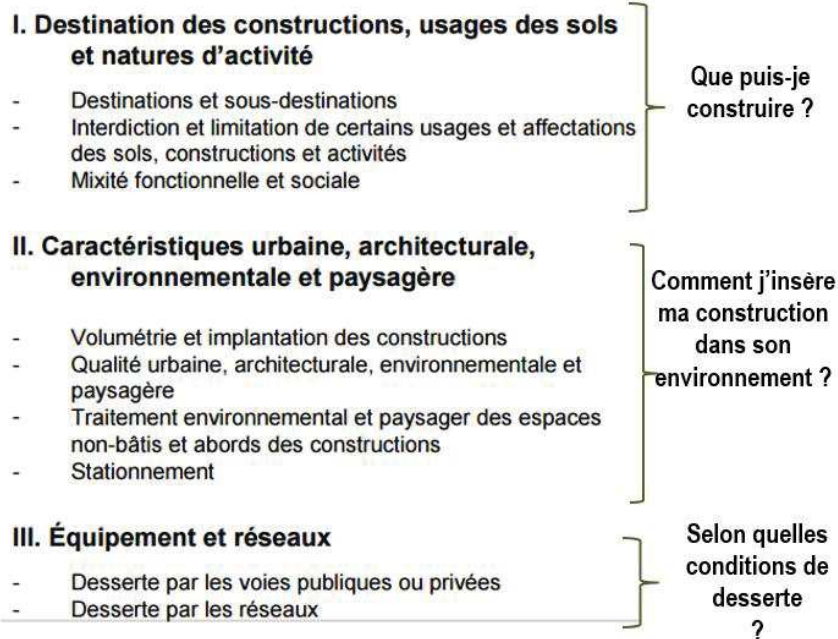 I. Destination des constructions, usages des sols
et natures d'activité
- Destinations et sous-destinations
- Interdiction et limitation de certains usages et affectations
des sols, constructions et activités
- Mixité fonctionnelle et sociale
Que puis-je
construire ?
II. Caractéristiques urbaine, architecturale,
environnementale et paysagère
- Volumétrie et implantation des constructions
- Qualité urbaine, architecturale, environnementale et
paysagère
- Traitement environnemental et paysager des espaces
non-bâtis et abords des constructions
- Stationnement
Comment j'insère
ma construction
dans son
environnement ?
III. Équipement et réseaux
- Desserte par les voies publiques ou privées
- Desserte par les réseaux
Selon quelles
conditions de
desserte
?